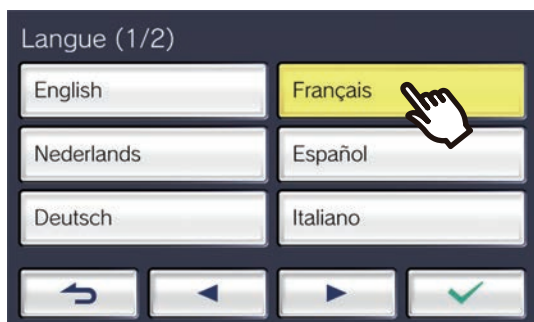 Langue (1/2)
English
Français
Nederlands
Español
Deutsch
Italiano